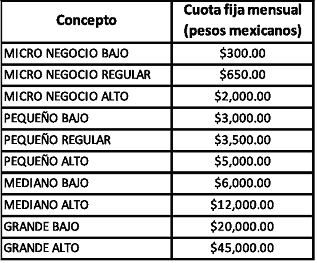 Concepto Cuota fija mensual
(pesos mexicanos)
MICRO NEGOCIO BAJO $300.00
MICRO NEGOCIO REGULAR $650.00
MICRO NEGOCIO ALTO $2,000.00
PEQUEÑO BAJO $3,000.00
PEQUEÑO REGULAR $3,500.00
PEQUEÑO ALTO $5,000.00
MEDIANO BAJO $6,000.00
MEDIANO ALTO $12,000.00
GRANDE BAJO $20,000.00
GRANDE ALTO $45,000.00